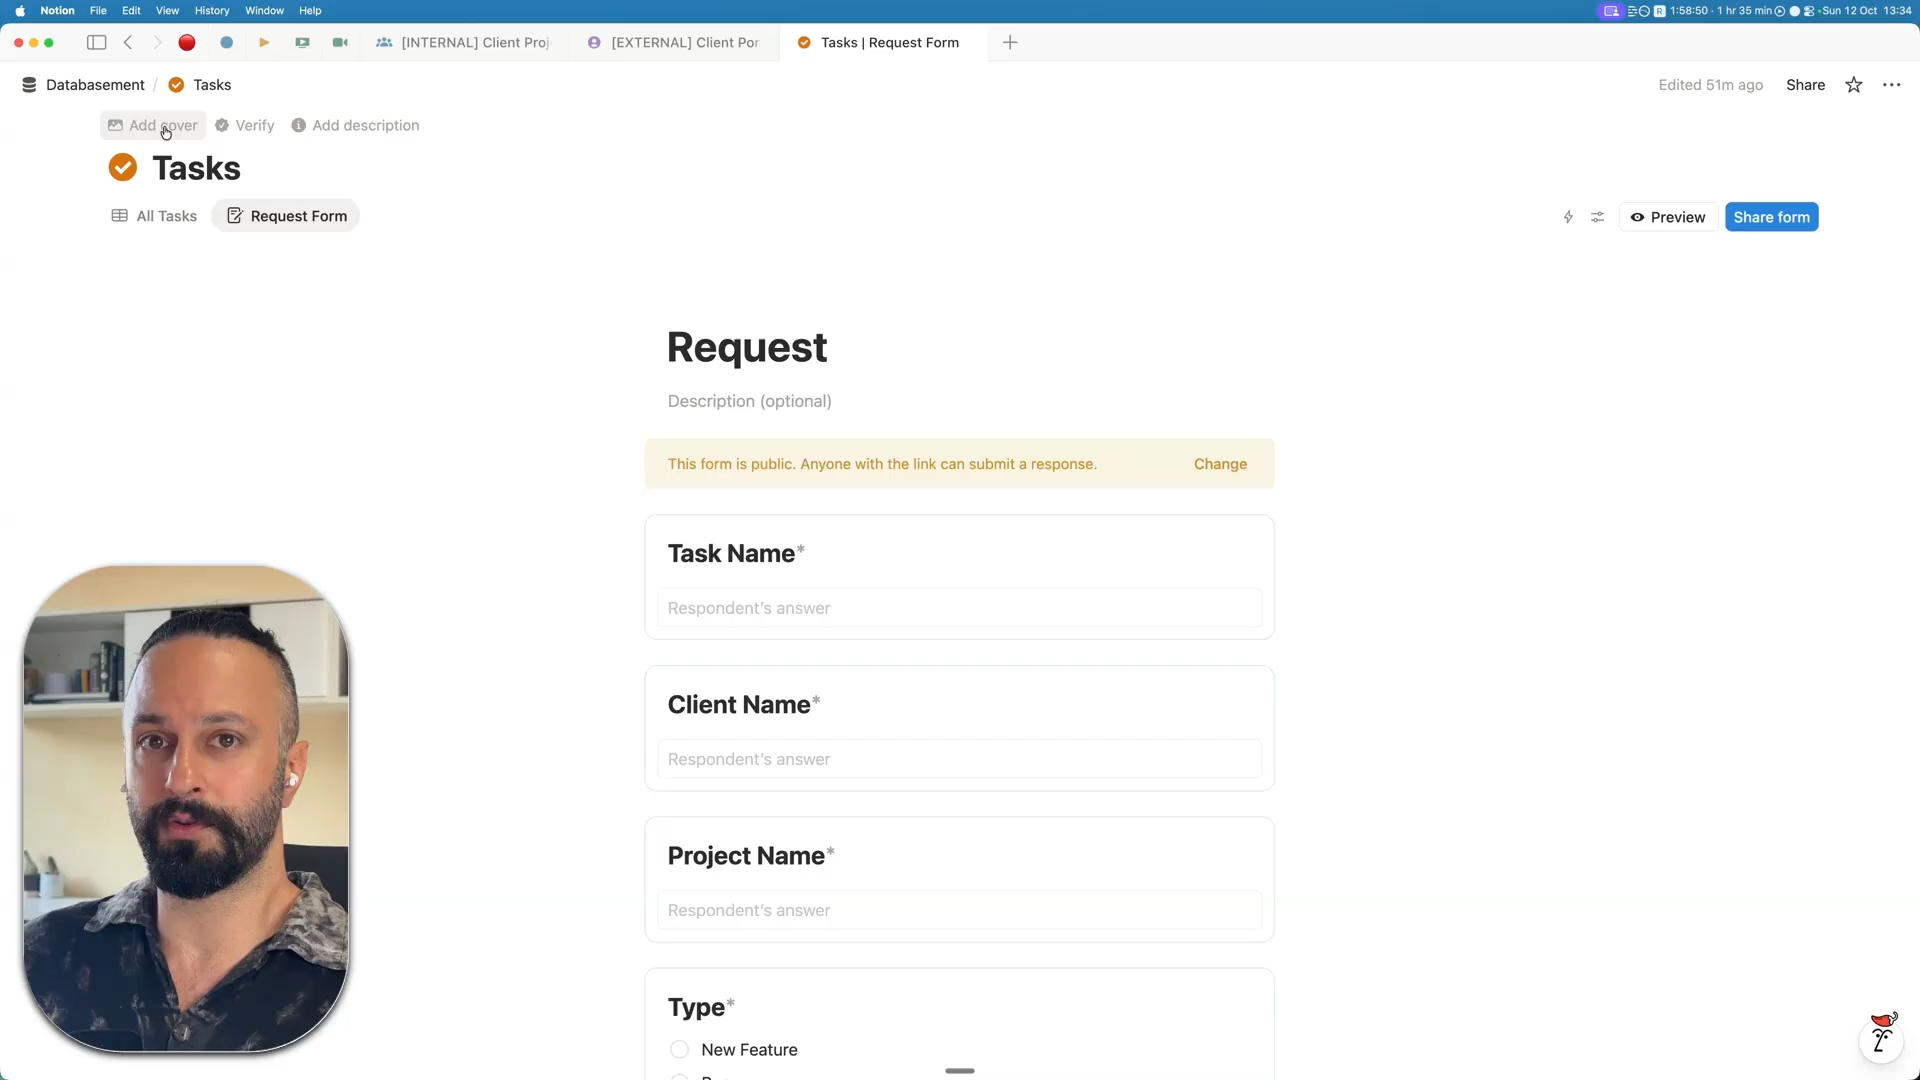 Notion File Edit View History Window Help
R 1:58:50 · 1 hr 35 min Sun 12 Oct 13:34
[INTERNAL] Client Proj
[EXTERNAL] Client Por
Tasks | Request Form
Databasement / Tasks
Edited 51m ago Share
Add cover Verify Add description
Tasks
All Tasks Request Form
Preview Share form
Request
Description (optional)
This form is public. Anyone with the link can submit a response. Change
Task Name*
Respondent's answer
Client Name*
Respondent's answer
Project Name*
Respondent's answer
Type*
New Feature